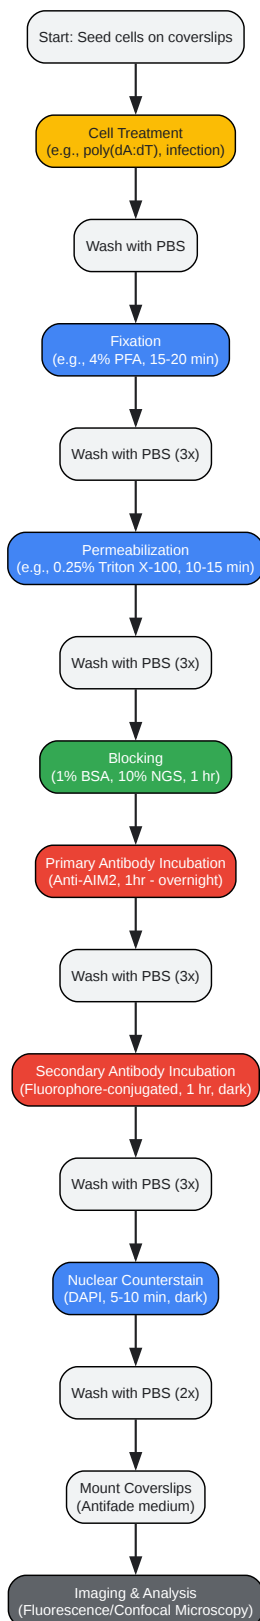 Start: Seed cells on coverslips
Cell Treatment
(e.g., poly(dA:dT), infection)
Wash with PBS
Fixation
(e.g., 4% PFA, 15-20 min)
Wash with PBS (3x)
Permeabilization
(e.g., 0.25% Triton X-100, 10-15 min)
Wash with PBS (3x)
Blocking
(1% BSA, 10% NGS, 1 hr)
Primary Antibody Incubation
(Anti-AIM2, 1hr - overnight)
Wash with PBS (3x)
Secondary Antibody Incubation
(Fluorophore-conjugated, 1 hr, dark)
Wash with PBS (3x)
Nuclear Counterstain
(DAPI, 5-10 min, dark)
Wash with PBS (2x)
Mount Coverslips
(Antifade medium)
Imaging & Analysis
(Fluorescence/Confocal Microscopy)